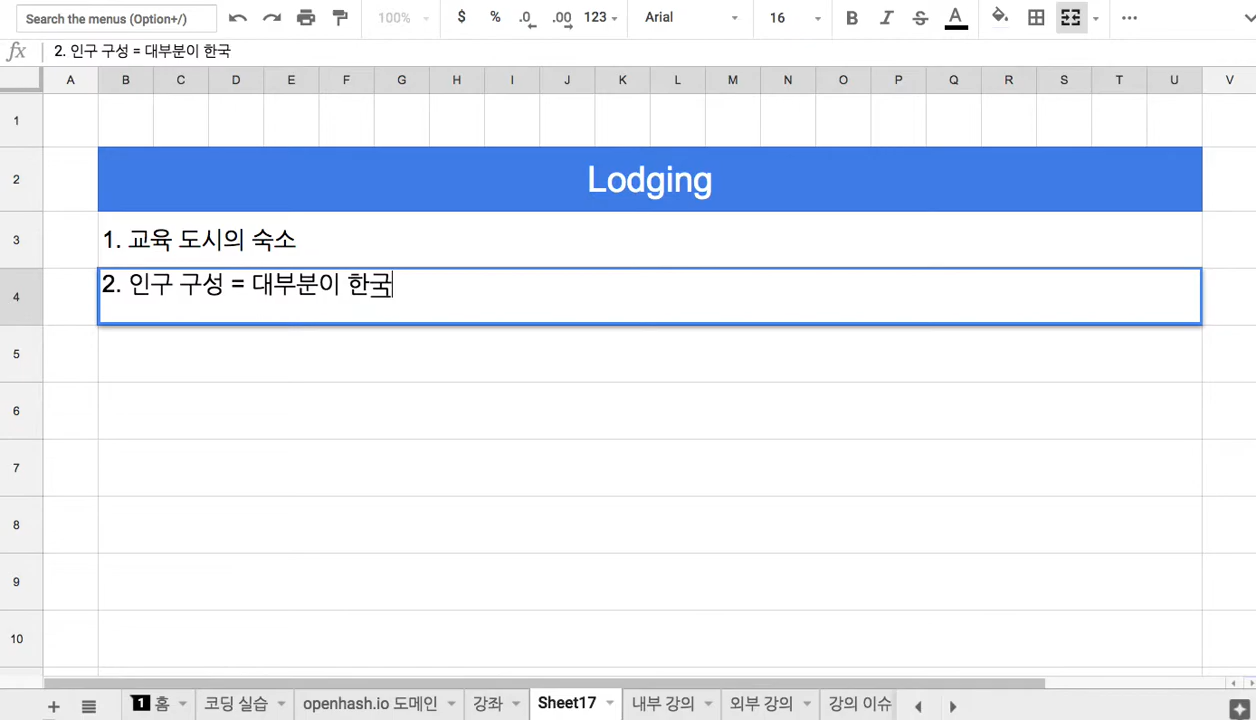 Search the menus (Option+/) 100% $ % .0 .00 123 Arial 16 B I S A
fx 2. 인구 구성 = 대부분이 한국
A B C D E F G H I J K L M N O P Q R S T U V
1
2 Lodging
3 1. 교육 도시의 숙소
4 2. 인구 구성 = 대부분이 한국
5
6
7
8
9
10
+ 1 홈 코딩 실습 openhash.io 도메인 강좌 Sheet17 내부 강의 외부 강의 강의 이슈